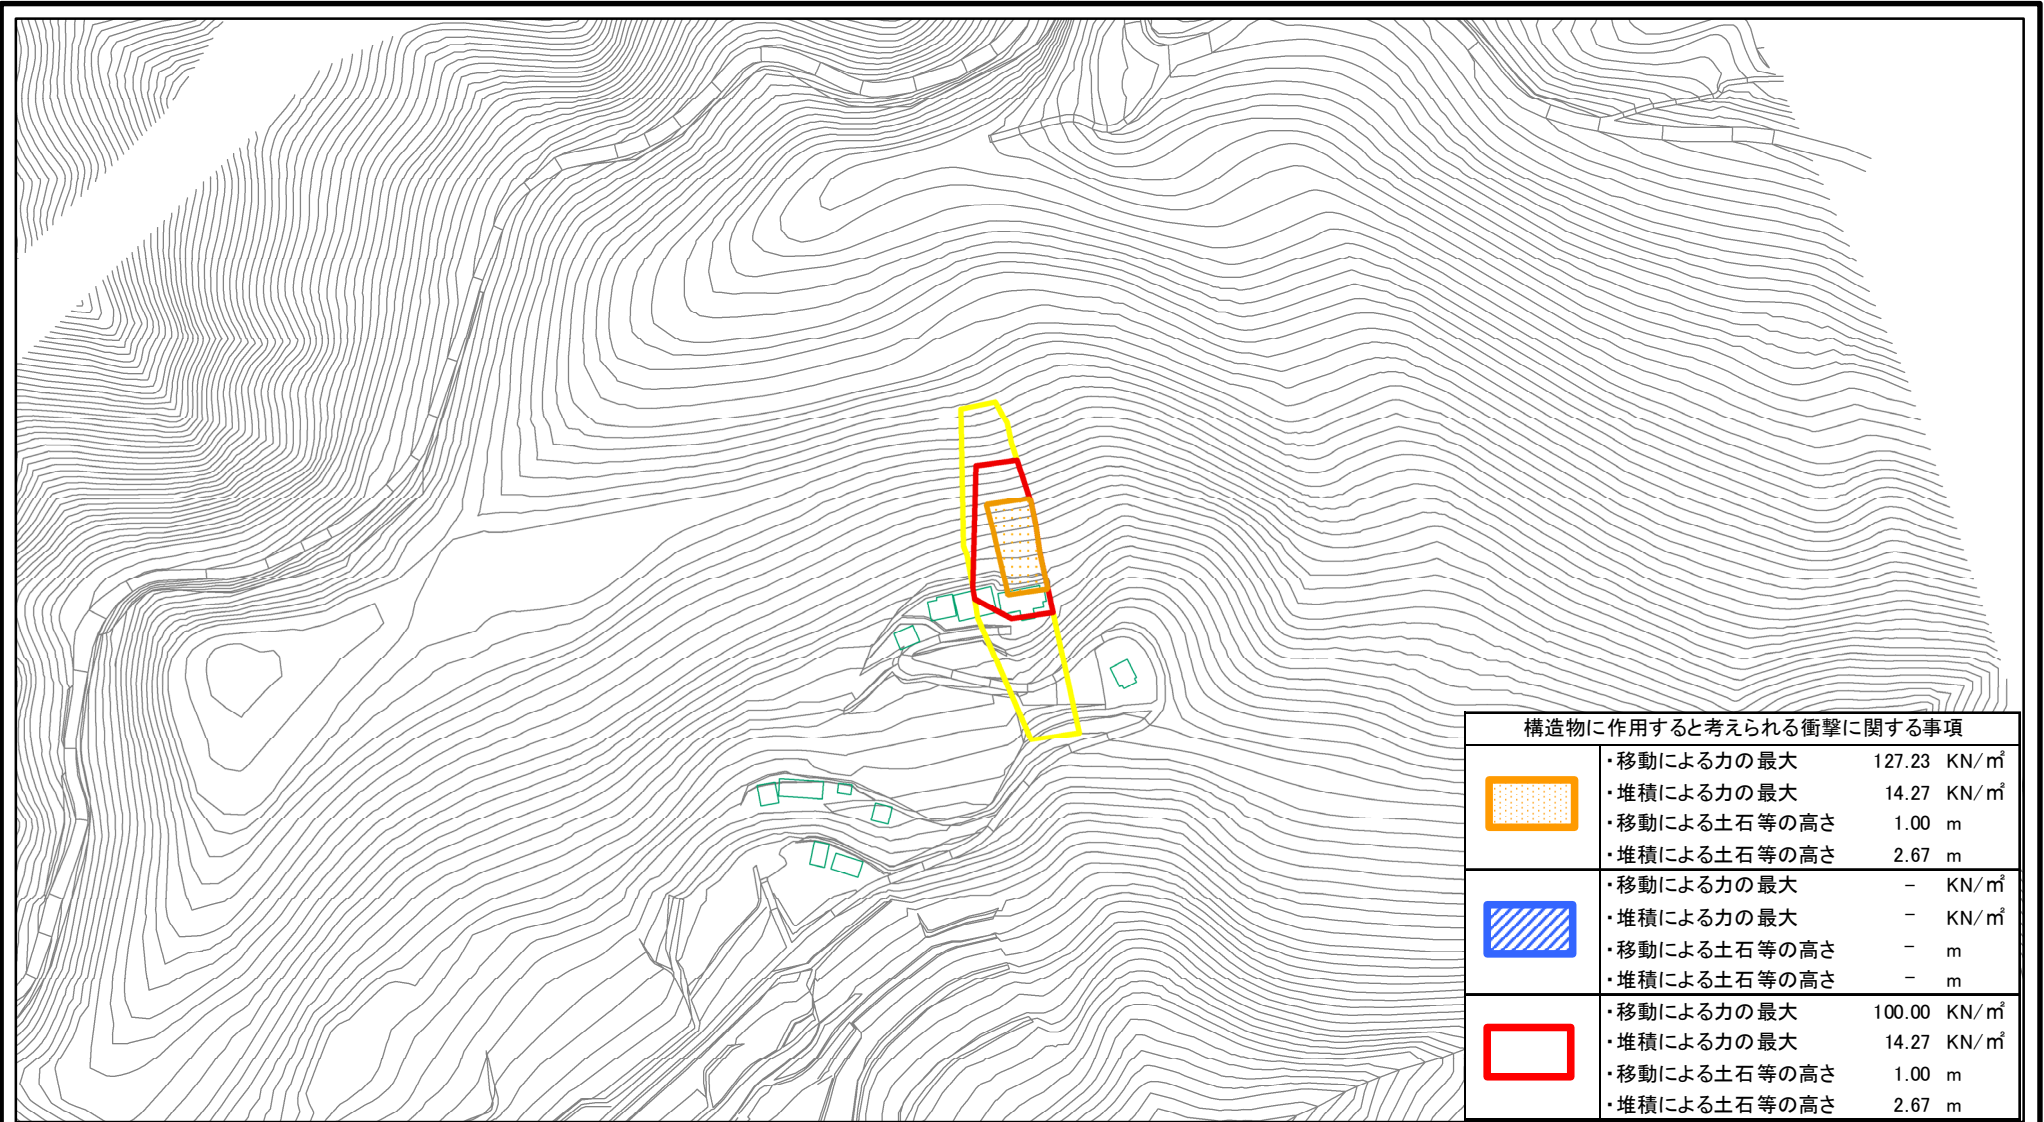 構造物に作用すると考えられる衝撃に関する事項
・移動による力の最大 127.23 KN/㎡
・堆積による力の最大 14.27 KN/㎡
・移動による土石等の高さ 1.00 m
・堆積による土石等の高さ 2.67 m
・移動による力の最大 - KN/㎡
・堆積による力の最大 - KN/㎡
・移動による土石等の高さ - m
・堆積による土石等の高さ - m
・移動による力の最大 100.00 KN/㎡
・堆積による力の最大 14.27 KN/㎡
・移動による土石等の高さ 1.00 m
・堆積による土石等の高さ 2.67 m